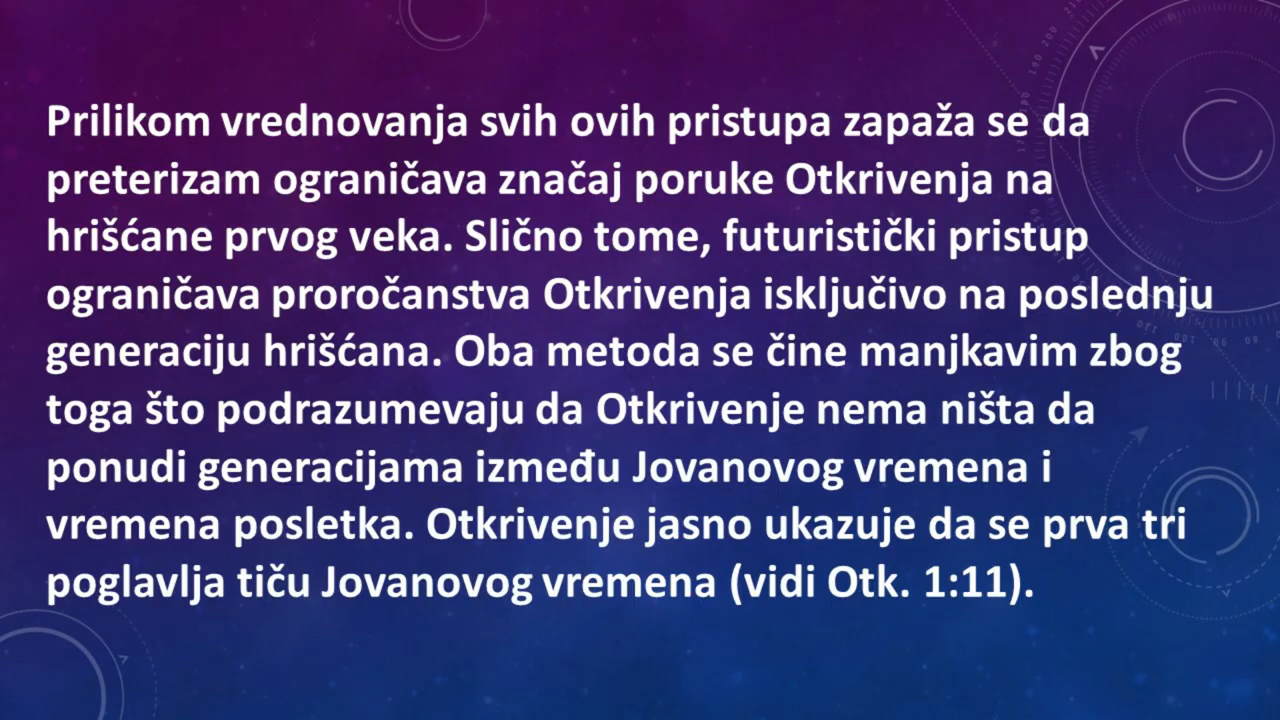 Prilikom vrednovanja svih ovih pristupa zapaža se da
preterizam ograničava značaj poruke Otkrivenja na
hrišćane prvog veka. Slično tome, futuristički pristup
ograničava proročanstva Otkrivenja isključivo na poslednju
generaciju hrišćana. Oba metoda se čine manjkavim zbog
toga što podrazumevaju da Otkrivenje nema ništa da
ponudi generacijama između Jovanovog vremena i
vremena posletka. Otkrivenje jasno ukazuje da se prva tri
poglavlja tiču Jovanovog vremena (vidi Otk. 1:11).